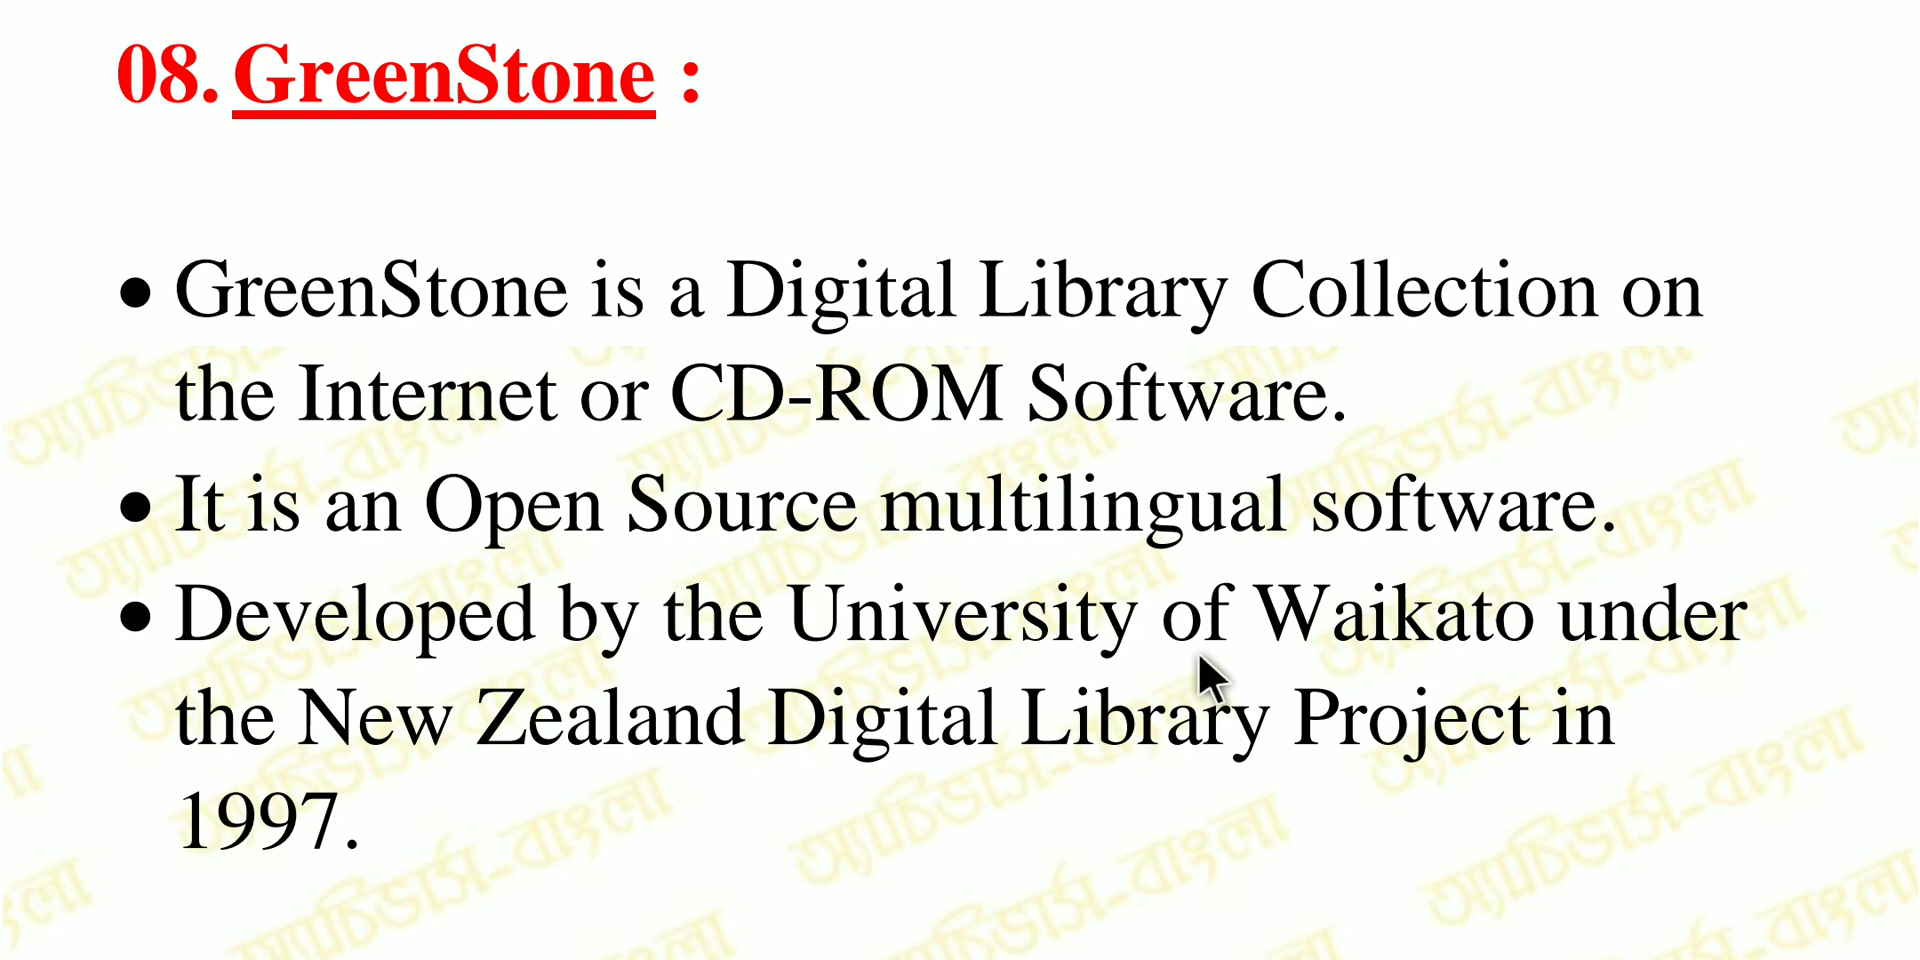 08. GreenStone :
• GreenStone is a Digital Library Collection on
the Internet or CD-ROM Software.
• It is an Open Source multilingual software.
• Developed by the University of Waikato under
the New Zealand Digital Library Project in
1997.